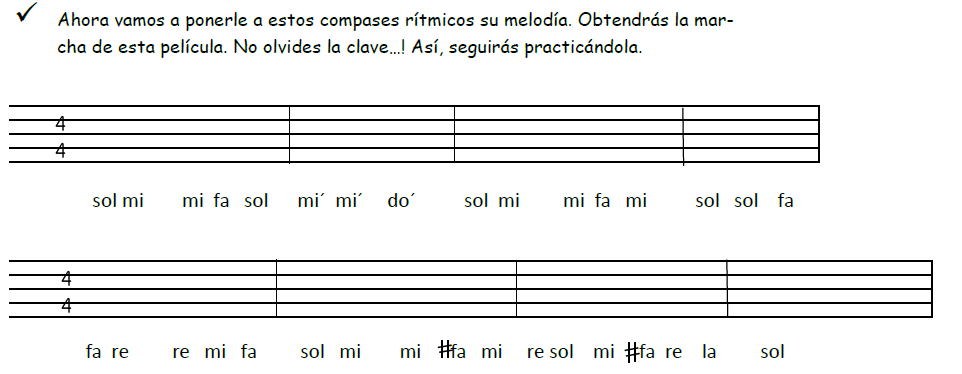 ✓ Ahora vamos a ponerle a estos compases rítmicos su melodía. Obtendrás la mar-
cha de esta película. No olvides la clave…! Así, seguirás practicándola.
4
4
sol mi mi fa sol mi´ mi´ do´ sol mi mi fa mi sol sol fa
4
4
fa re re mi fa sol mi mi #fa mi re sol mi #fa re la sol